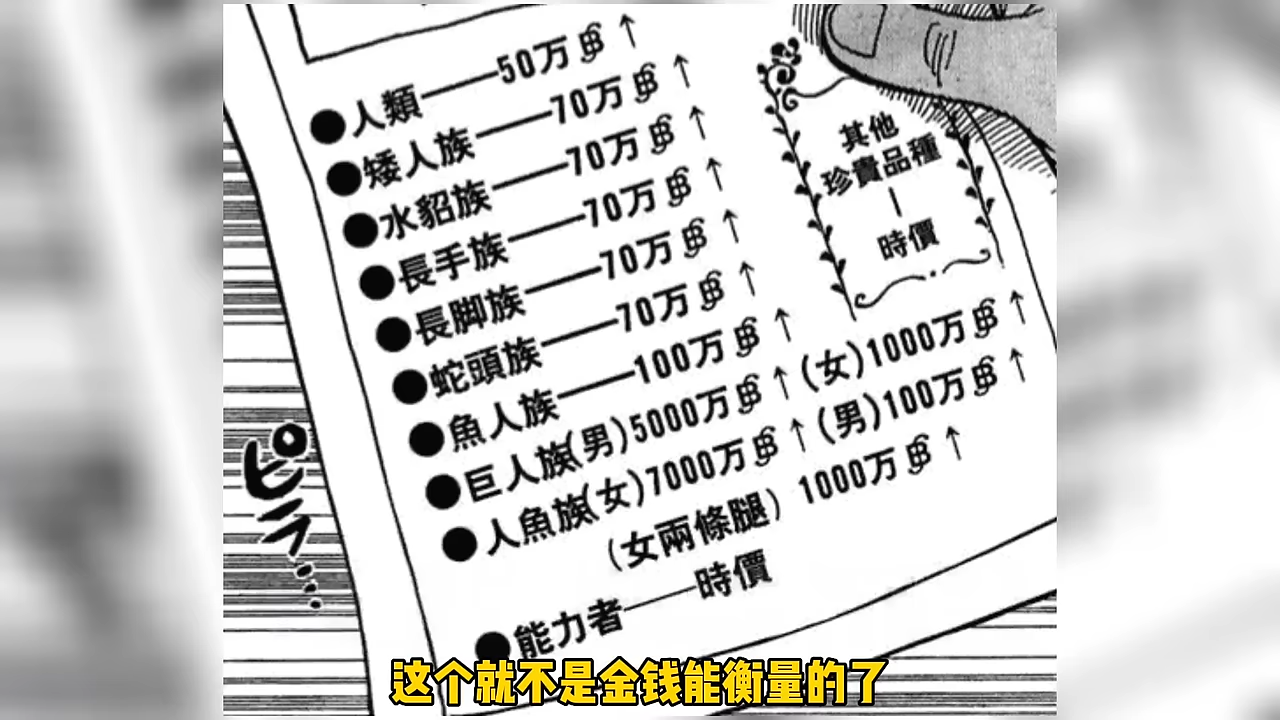 ●人類——50万฿↑
●矮人族——70万฿↑
●水貂族——70万฿↑
●長手族——70万฿↑
●長脚族——70万฿↑
●蛇頭族——70万฿↑
●魚人族——100万฿↑
●巨人族(男)5000万฿↑(女)1000万฿↑
●人魚族(女)7000万฿↑(男)100万฿↑
(女兩條腿) 1000万฿↑
●能力者——時價
其他
珍貴品種
—
時價
ピラ…
这个就不是金钱能衡量的了